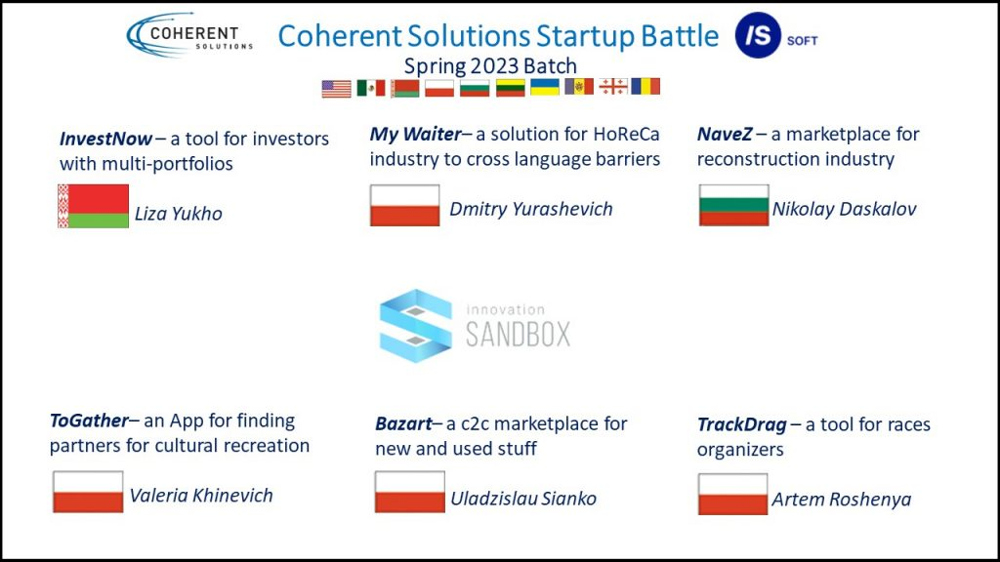 COHERENT
SOLUTIONS
Coherent Solutions Startup Battle
/S SOFT
Spring 2023 Batch
InvestNow – a tool for investors
with multi-portfolios
Liza Yukho
My Waiter– a solution for HoReCa
industry to cross language barriers
Dmitry Yurashevich
NaveZ – a marketplace for
reconstruction industry
Nikolay Daskalov
innovation
SANDBOX
ToGather– an App for finding
partners for cultural recreation
Valeria Khinevich
Bazart– a c2c marketplace for
new and used stuff
Uladzislau Sianko
TrackDrag – a tool for races
organizers
Artem Roshenya